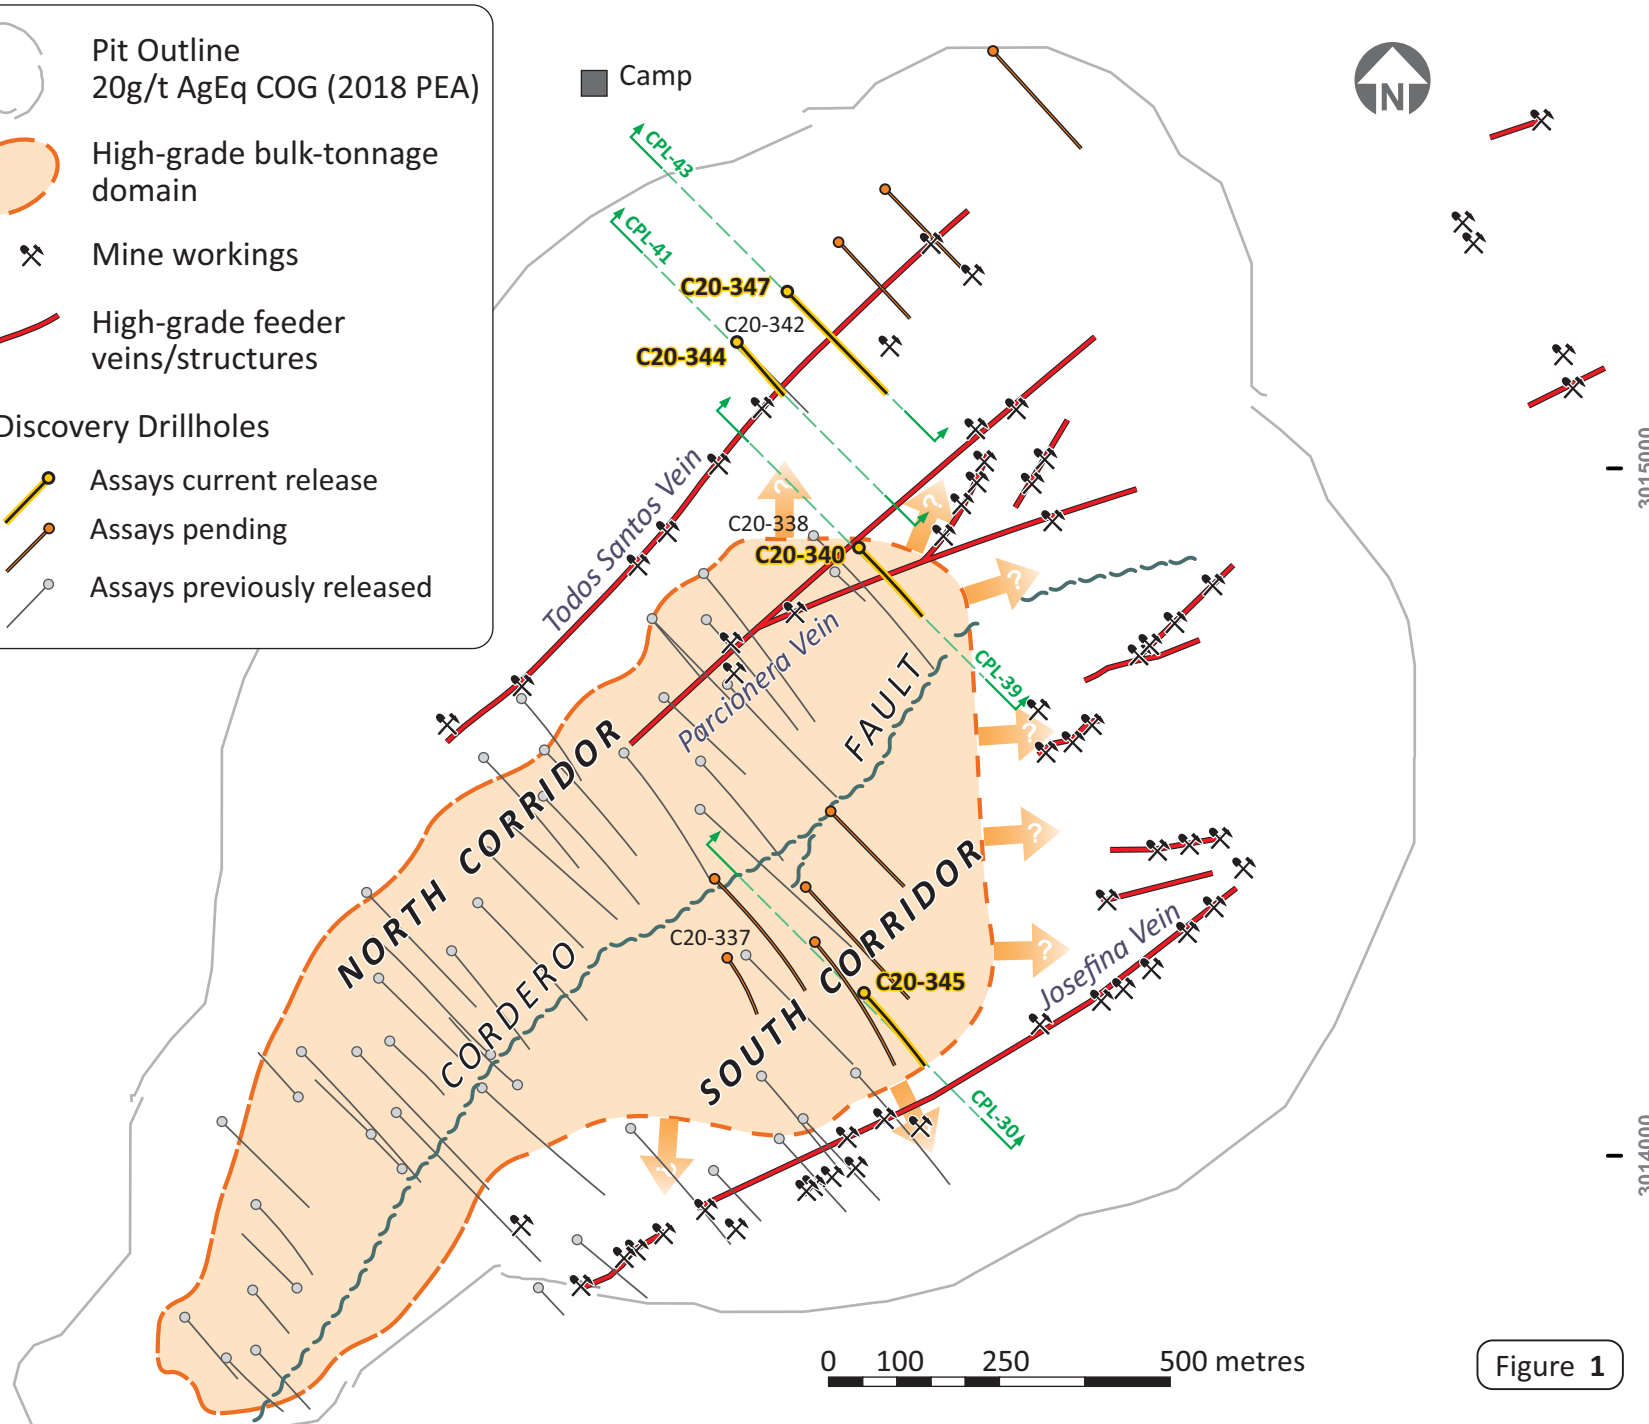 Pit Outline
20g/t AgEq COG (2018 PEA)
High-grade bulk-tonnage
domain
Mine workings
High-grade feeder
veins/structures
Discovery Drillholes
Assays current release
Assays pending
Assays previously released
Camp
N
CPL-43
CPL-41
C20-347
C20-342
C20-344
3015000
Todos Santos Vein
?
?
C20-338
C20-340
?
Parcionera Vein
CPL-39
FAULT
?
NORTH CORRIDOR
?
SOUTH CORRIDOR
C20-337
?
C20-345
Josefina Vein
CORDERO
CPL-30
?
?
3014000
0 100 250 500 metres
Figure 1